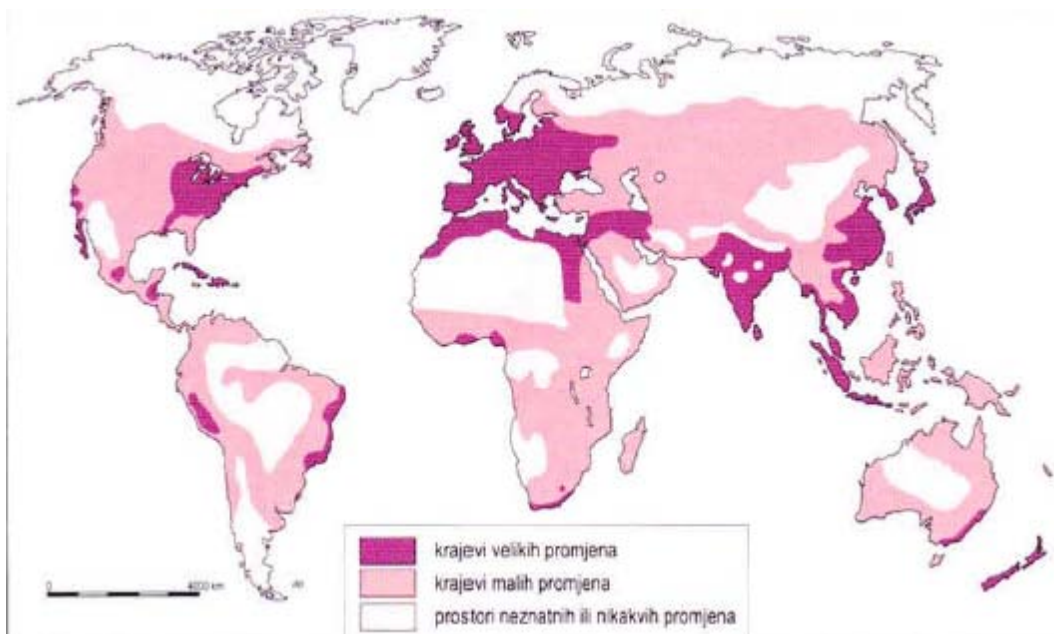 krajevi velikih promjena
krajevi malih promjena
prostori neznatnih ili nikakvih promjena
0 4000 km